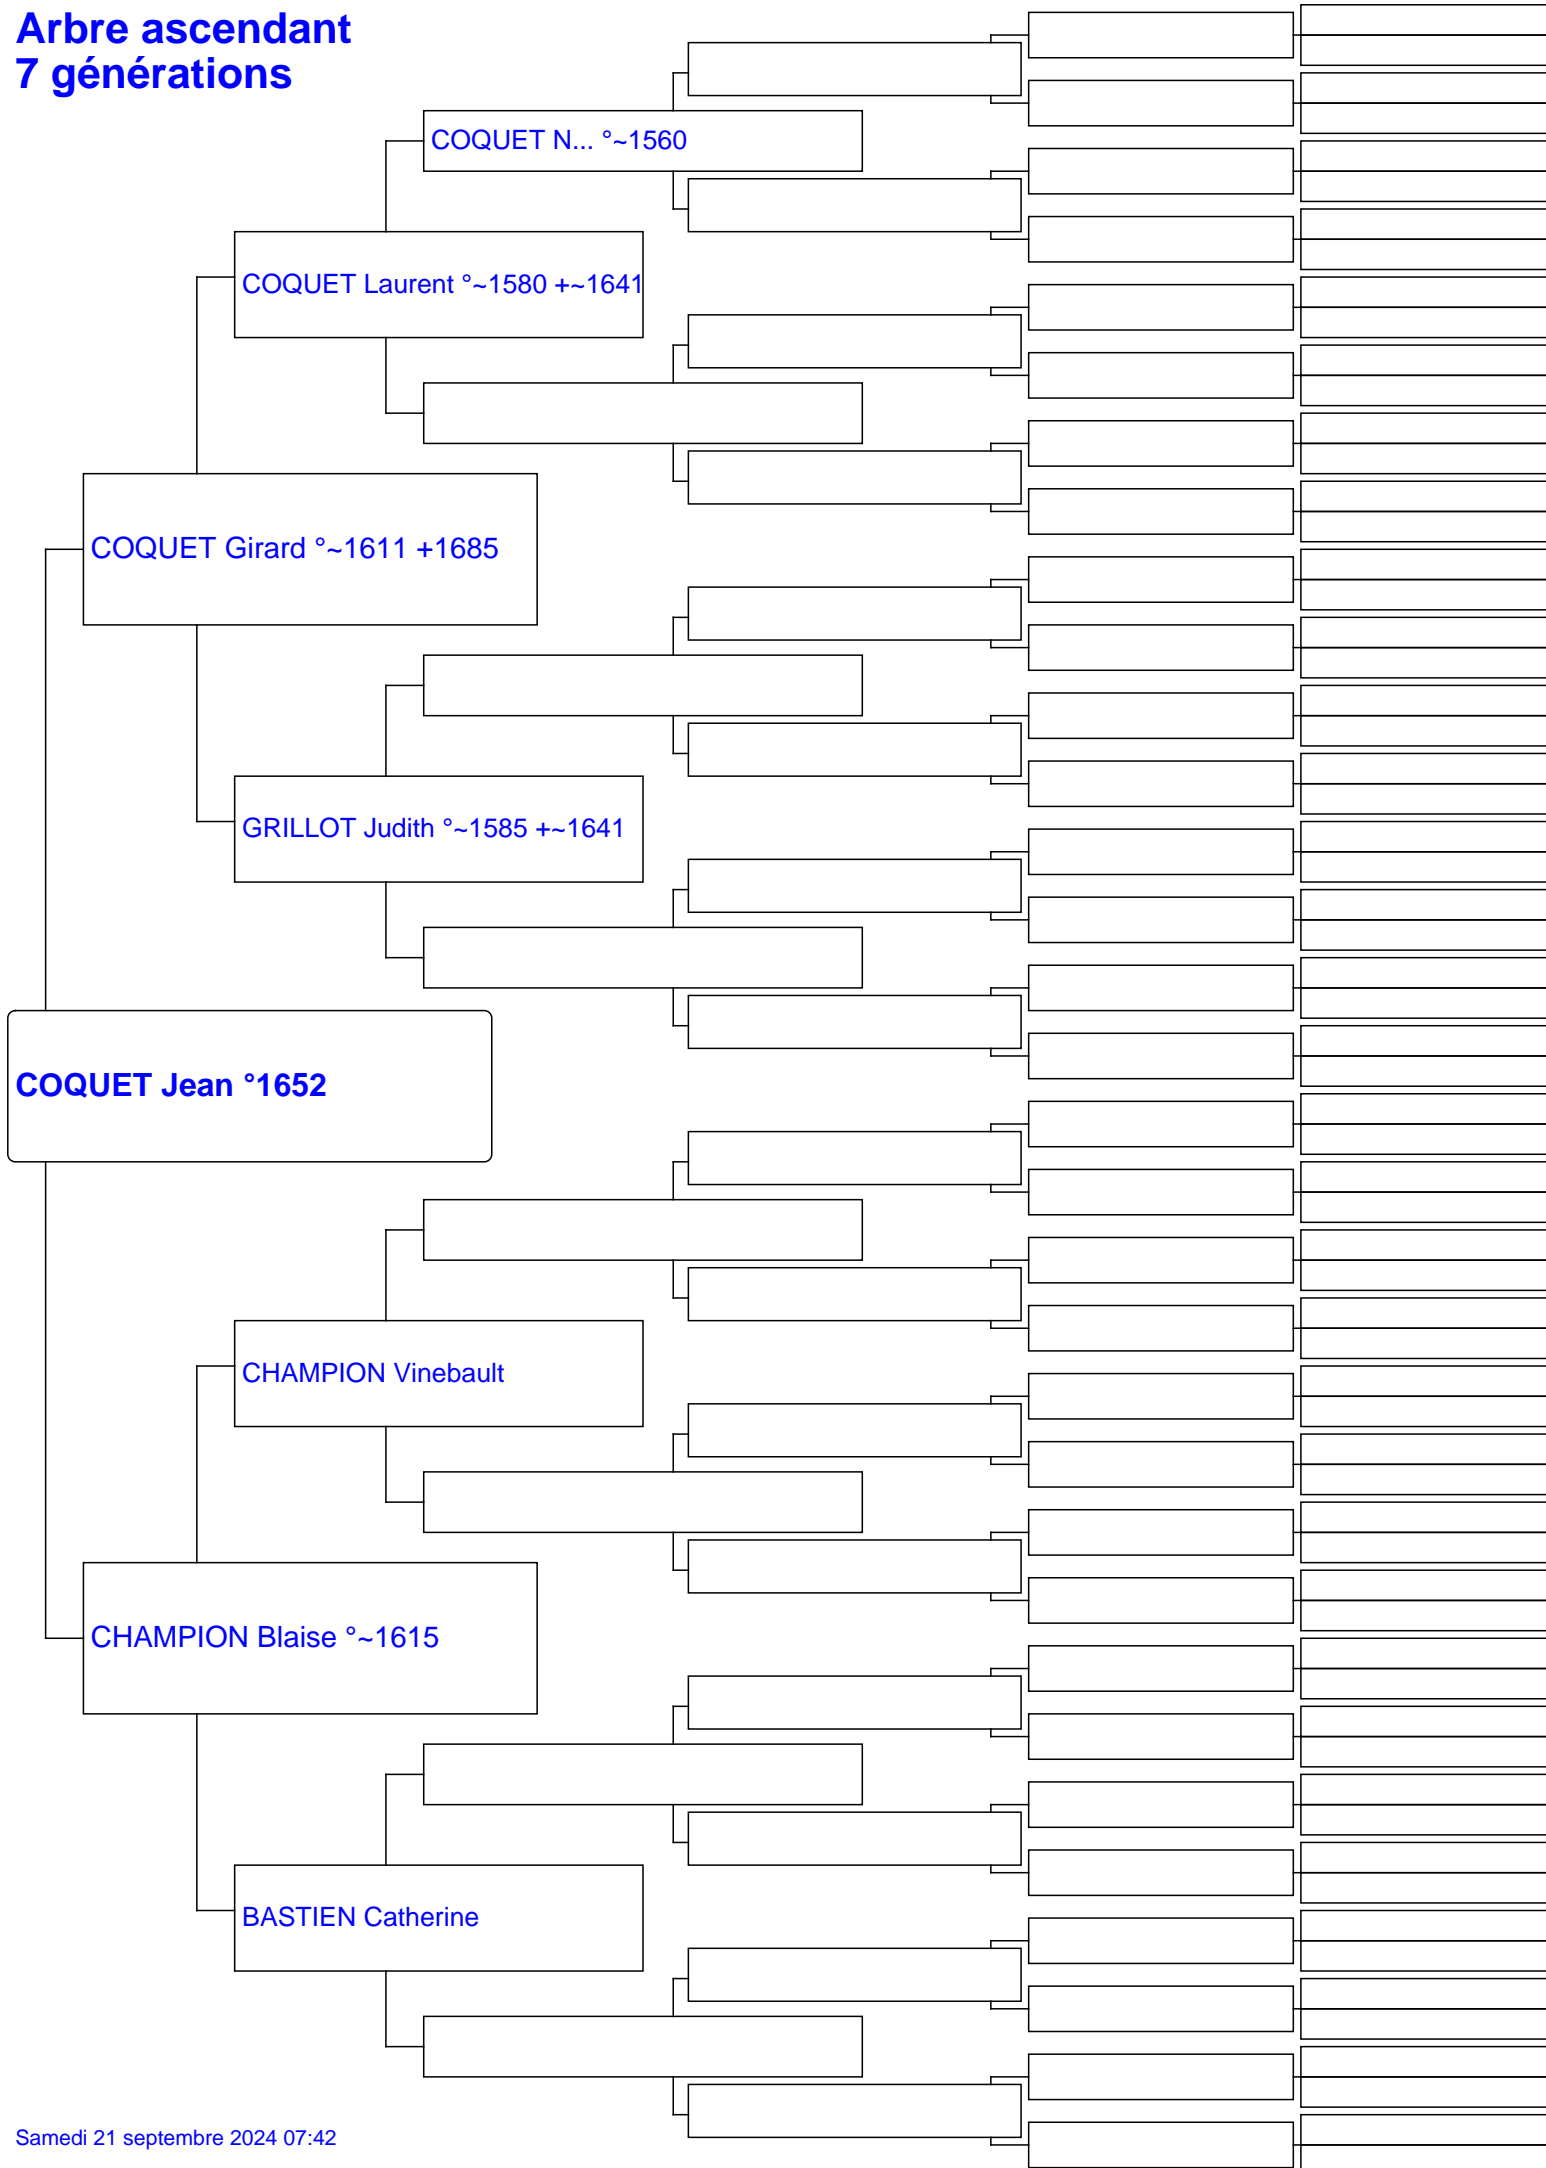 Arbre ascendant
7 générations
COQUET N... °~1560
COQUET Laurent °~1580 +~1641
COQUET Girard °~1611 +1685
GRILLOT Judith °~1585 +~1641
COQUET Jean °1652
CHAMPION Vinebault
CHAMPION Blaise °~1615
BASTIEN Catherine
Samedi 21 septembre 2024 07:42